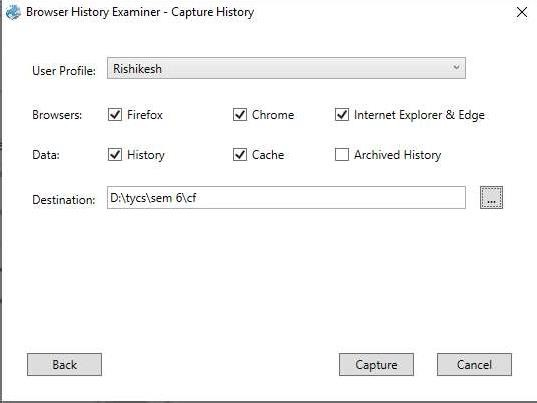 Browser History Examiner - Capture History
User Profile: Rishikesh
Browsers: Firefox Chrome Internet Explorer & Edge
Data: History Cache Archived History
Destination: D:\tycs\sem 6\cf ...
Back Capture Cancel